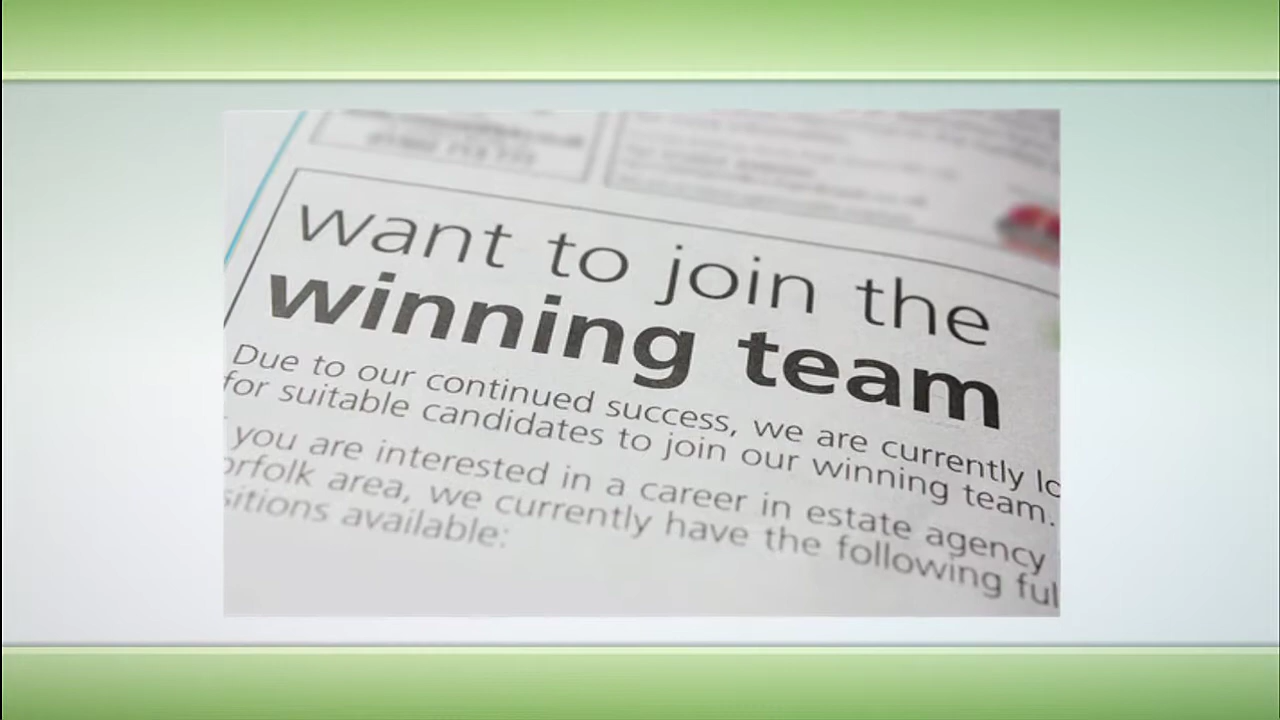 want to join the
winning team
Due to our continued success, we are currently lo
for suitable candidates to join our winning team.
you are interested in a career in estate agency
orfolk area, we currently have the following ful
sitions available: